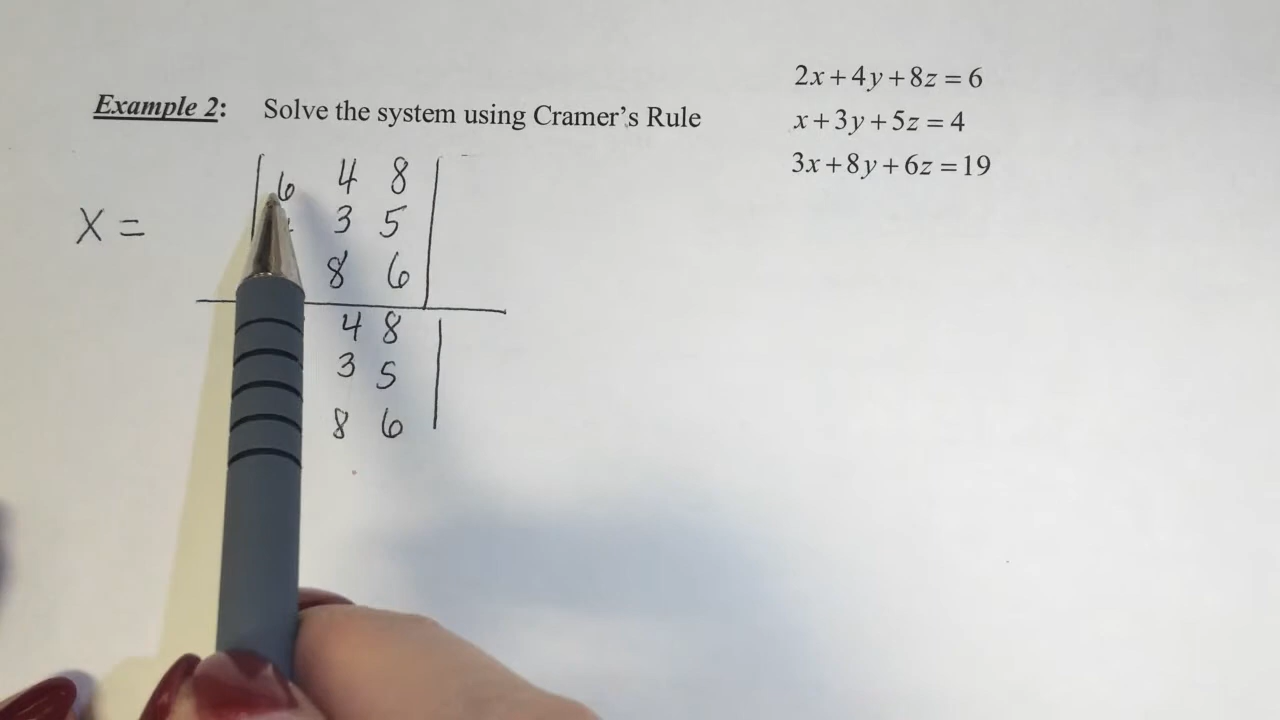 Example 2: Solve the system using Cramer's Rule
2x+4y+8z=6
x+3y+5z=4
3x+8y+6z=19
X =
6 4 8
3 5
8 6
4 8
3 5
8 6